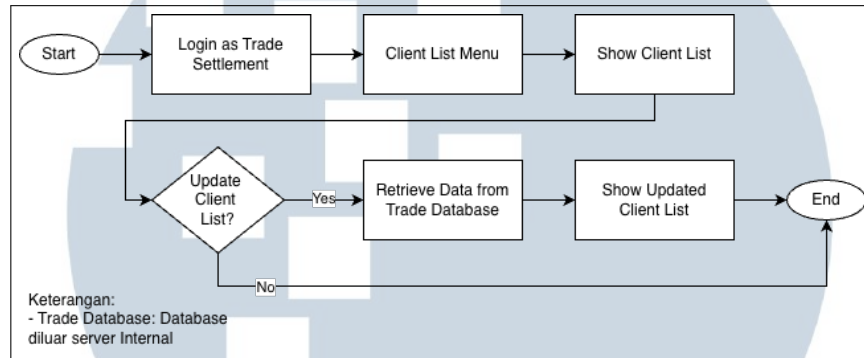 Start
Login as Trade
Settlement
Client List Menu
Show Client List
Update
Client
List?
Yes
Retrieve Data from
Trade Database
Show Updated
Client List
End
No
Keterangan:
- Trade Database: Database
diluar server Internal